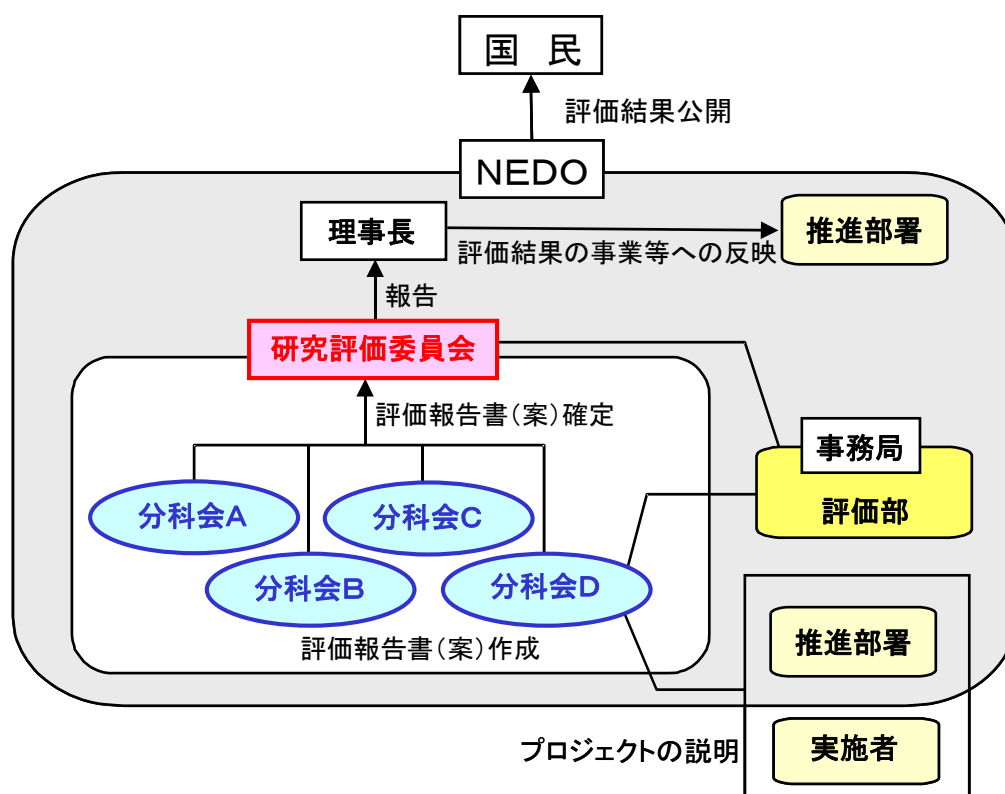 国　民
評価結果公開
ＮＥＤＯ
理事長
評価結果の事業等への反映
推進部署
報告
研究評価委員会
評価報告書（案）確定
事務局
評価部
分科会Ａ
分科会Ｃ
分科会Ｂ
分科会Ｄ
評価報告書（案）作成
推進部署
プロジェクトの説明
実施者